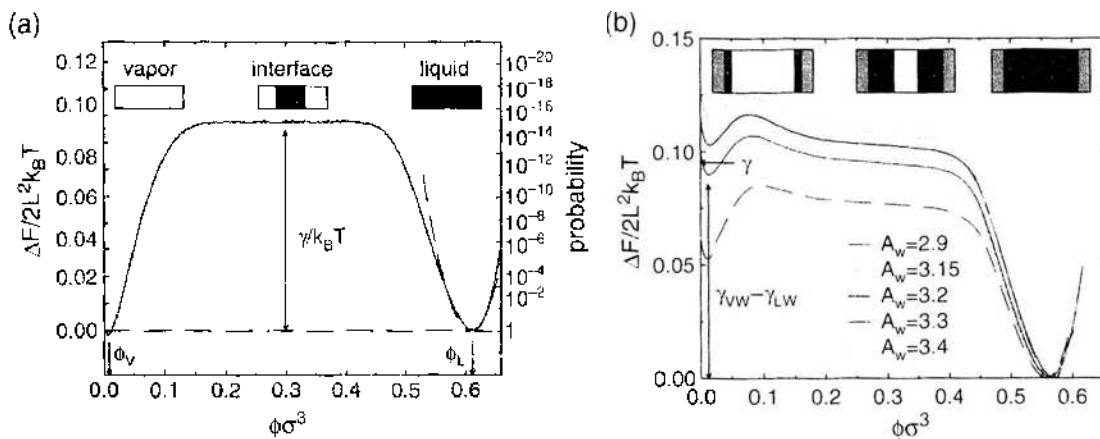 (a)
0.12
0.10
0.08
0.06
0.04
0.02
0.00
ΔF/2L²k_BT
vapor
interface
liquid
γ/k_BT
ϕ_V
ϕ_L
10⁻²⁰
10⁻¹⁸
10⁻¹⁶
10⁻¹⁴
10⁻¹²
10⁻¹⁰
10⁻⁸
10⁻⁶
10⁻⁴
10⁻²
1
probability
0.0 0.1 0.2 0.3 0.4 0.5 0.6
ϕσ³
(b)
0.15
0.10
0.05
0.00
ΔF/2L²k_BT
γ
γ_VW−γ_LW
A_w=2.9
A_w=3.15
A_w=3.2
A_w=3.3
A_w=3.4
0.0 0.1 0.2 0.3 0.4 0.5 0.6
ϕσ³